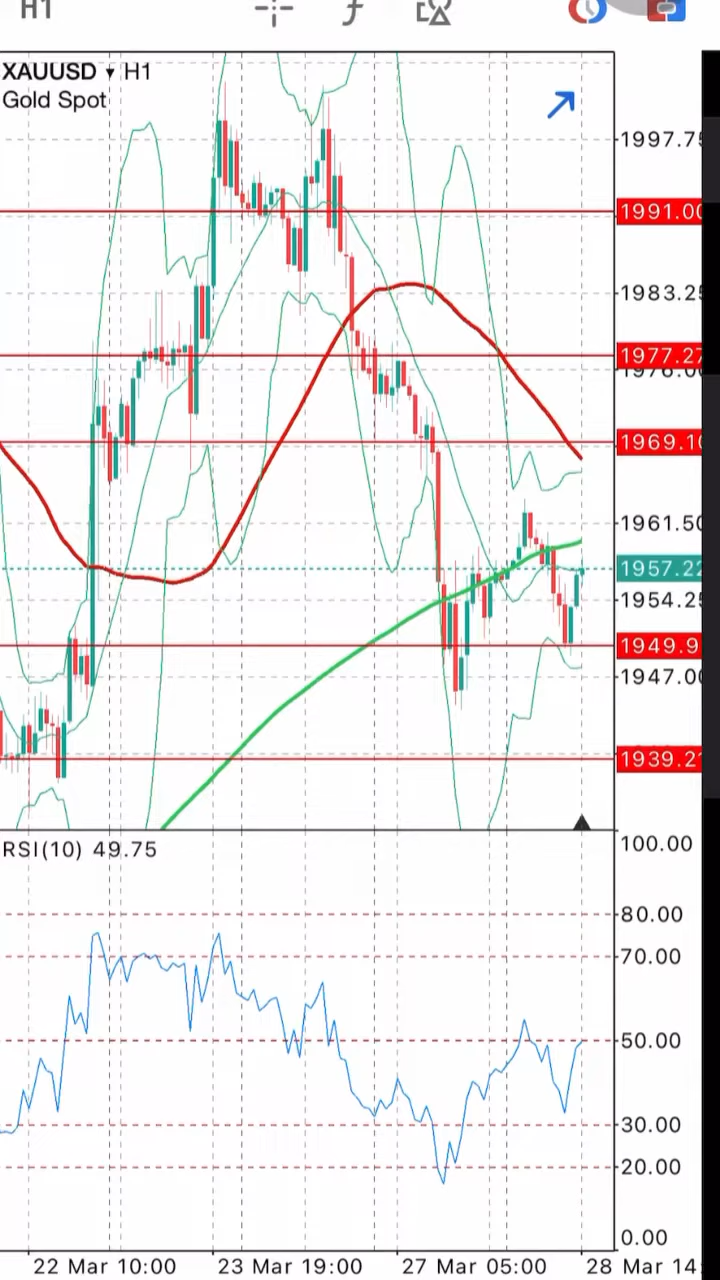 H1
XAUUSD ▾ H1
Gold Spot
1997.75
1991.00
1983.25
1977.27
1976.00
1969.10
1961.50
1957.22
1954.25
1949.9
1947.00
1939.27
RSI(10) 49.75
100.00
80.00
70.00
50.00
30.00
20.00
0.00
22 Mar 10:00
23 Mar 19:00
27 Mar 05:00
28 Mar 14: